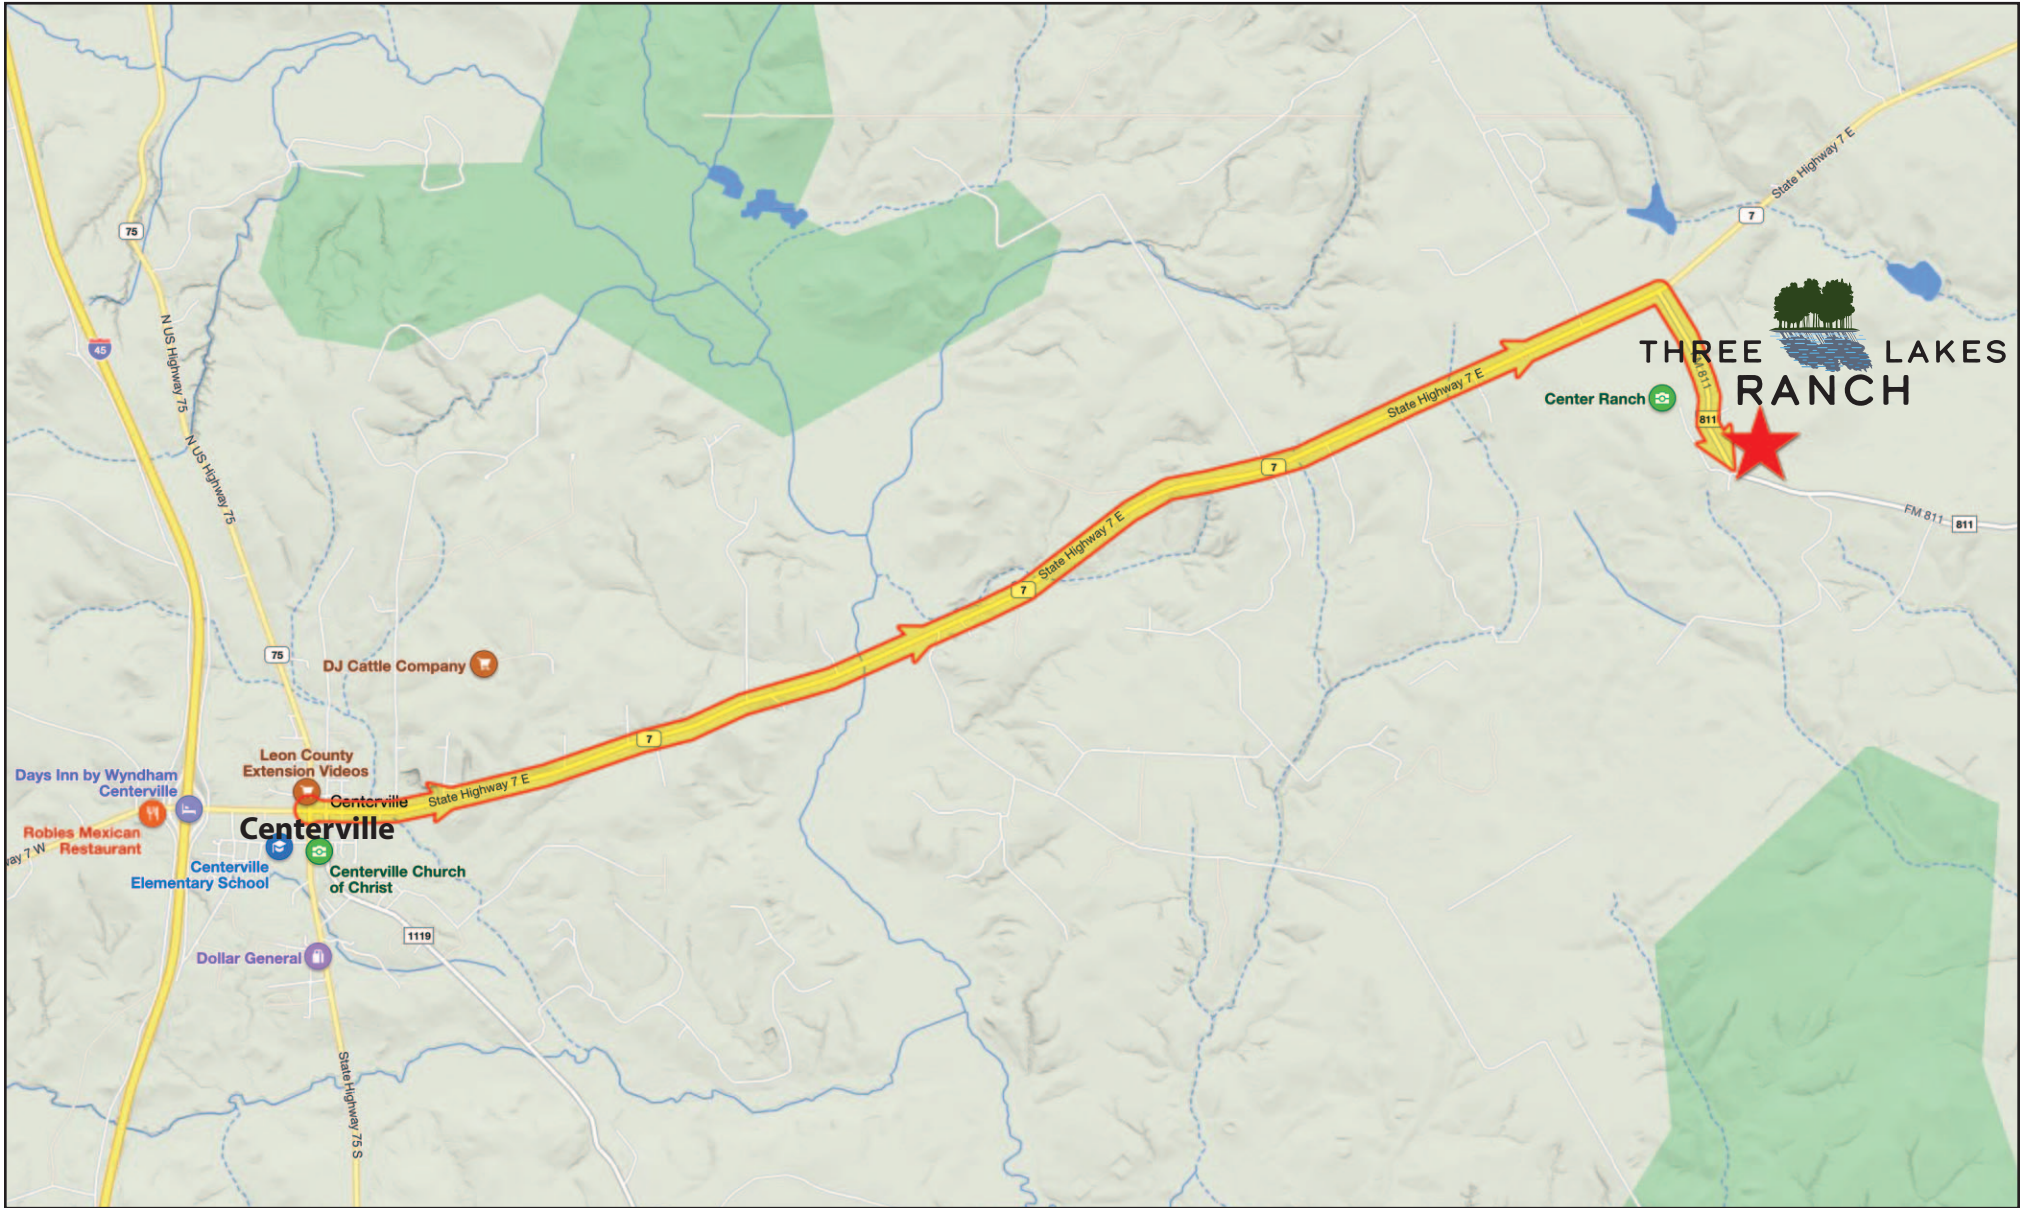 State Highway 7 E
7
75
THREE LAKES
RANCH
N US Highway 75
45
811
State Highway 7 E
Center Ranch
811
N US Highway 75
7
FM 811
811
State Highway 7 E
7
75
DJ Cattle Company
7
Leon County
Extension Videos
Days Inn by Wyndham
Centerville
State Highway 7 E
Centerville
Centerville
Robles Mexican
Restaurant
way 7 W
Centerville
Elementary School
Centerville Church
of Christ
1119
Dollar General
State Highway 75 S